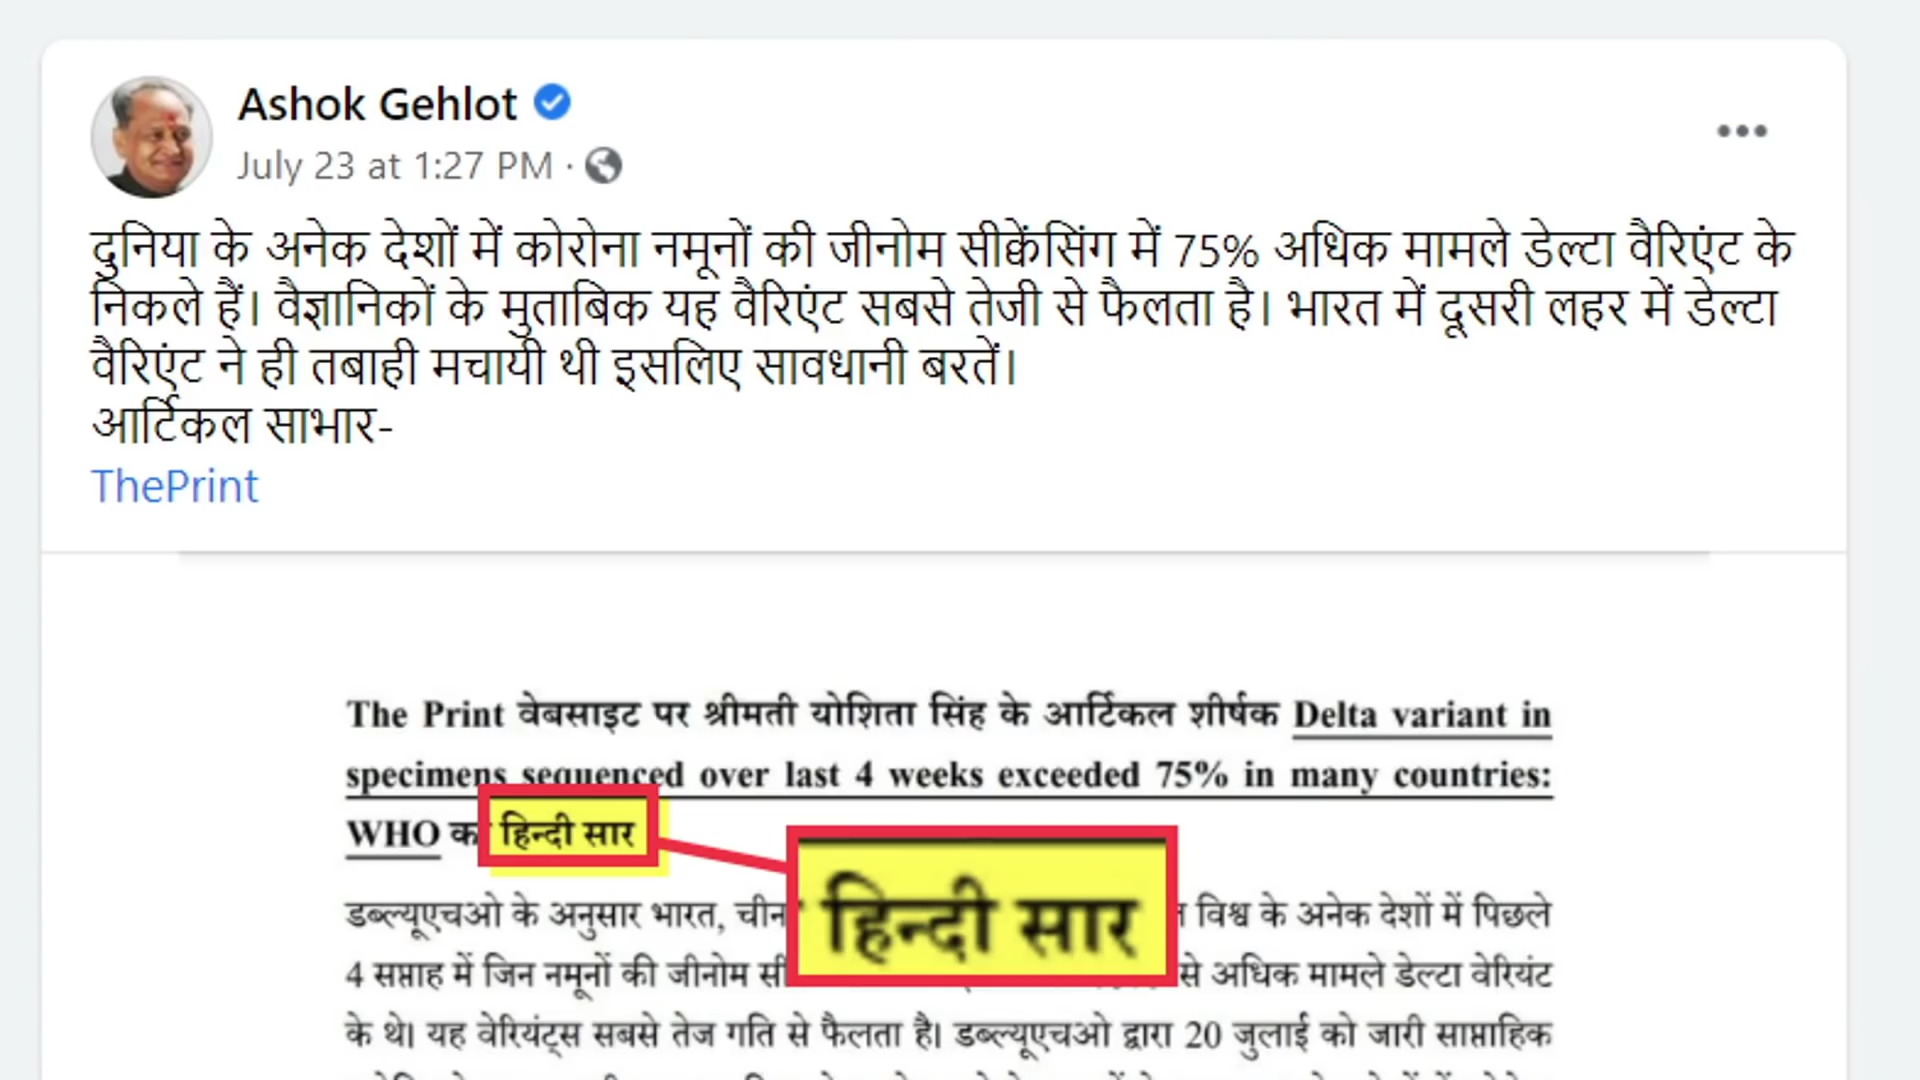 Ashok Gehlot
July 23 at 1:27 PM ·
दुनिया के अनेक देशों में कोरोना नमूनों की जीनोम सीक्वेंसिंग में 75% अधिक मामले डेल्टा वैरिएंट के
निकले हैं। वैज्ञानिकों के मुताबिक यह वैरिएंट सबसे तेजी से फैलता है। भारत में दूसरी लहर में डेल्टा
वैरिएंट ने ही तबाही मचायी थी इसलिए सावधानी बरतें।
आर्टिकल साभार-
ThePrint
The Print वेबसाइट पर श्रीमती योशिता सिंह के आर्टिकल शीर्षक Delta variant in
specimens sequenced over last 4 weeks exceeded 75% in many countries:
WHO का हिन्दी सार
हिन्दी सार
डब्ल्यूएचओ के अनुसार भारत, चीन विश्व के अनेक देशों में पिछले
4 सप्ताह में जिन नमूनों की जीनोम से अधिक मामले डेल्टा वेरियंट
के थे। यह वेरियंट्स सबसे तेज गति से फैलता है। डब्ल्यूएचओ द्वारा 20 जुलाई को जारी साप्ताहिक